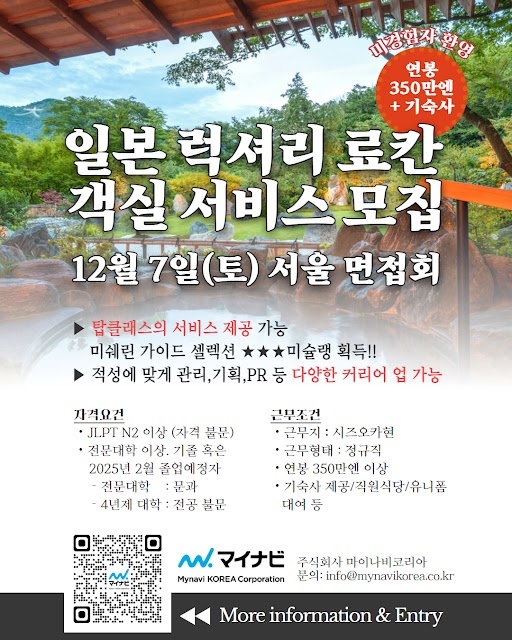 미경험자 환영
연봉
350만엔
+ 기숙사
일본 럭셔리 료칸
객실 서비스 모집
12월 7일(토) 서울 면접회
▶ 탑클래스의 서비스 제공 가능
미쉐린 가이드 셀렉션 ★★★미슐랭 획득!!
▶ 적성에 맞게 관리,기획,PR 등 다양한 커리어 업 가능
자격요건
・JLPT N2 이상 (자격 불문)
・전문대학 이상. 기졸 혹은
2025년 2월 졸업예정자
- 전문대학 : 문과
- 4년제 대학 : 전공 불문
근무조건
・근무지 : 시즈오카현
・근무형태 : 정규직
・연봉 350만엔 이상
・기숙사 제공/직원식당/유니폼
대여 등
マイナビ
マイナビ
Mynavi KOREA Corporation
주식회사 마이나비코리아
문의: info@mynavikorea.co.kr
◀◀ More information & Entry